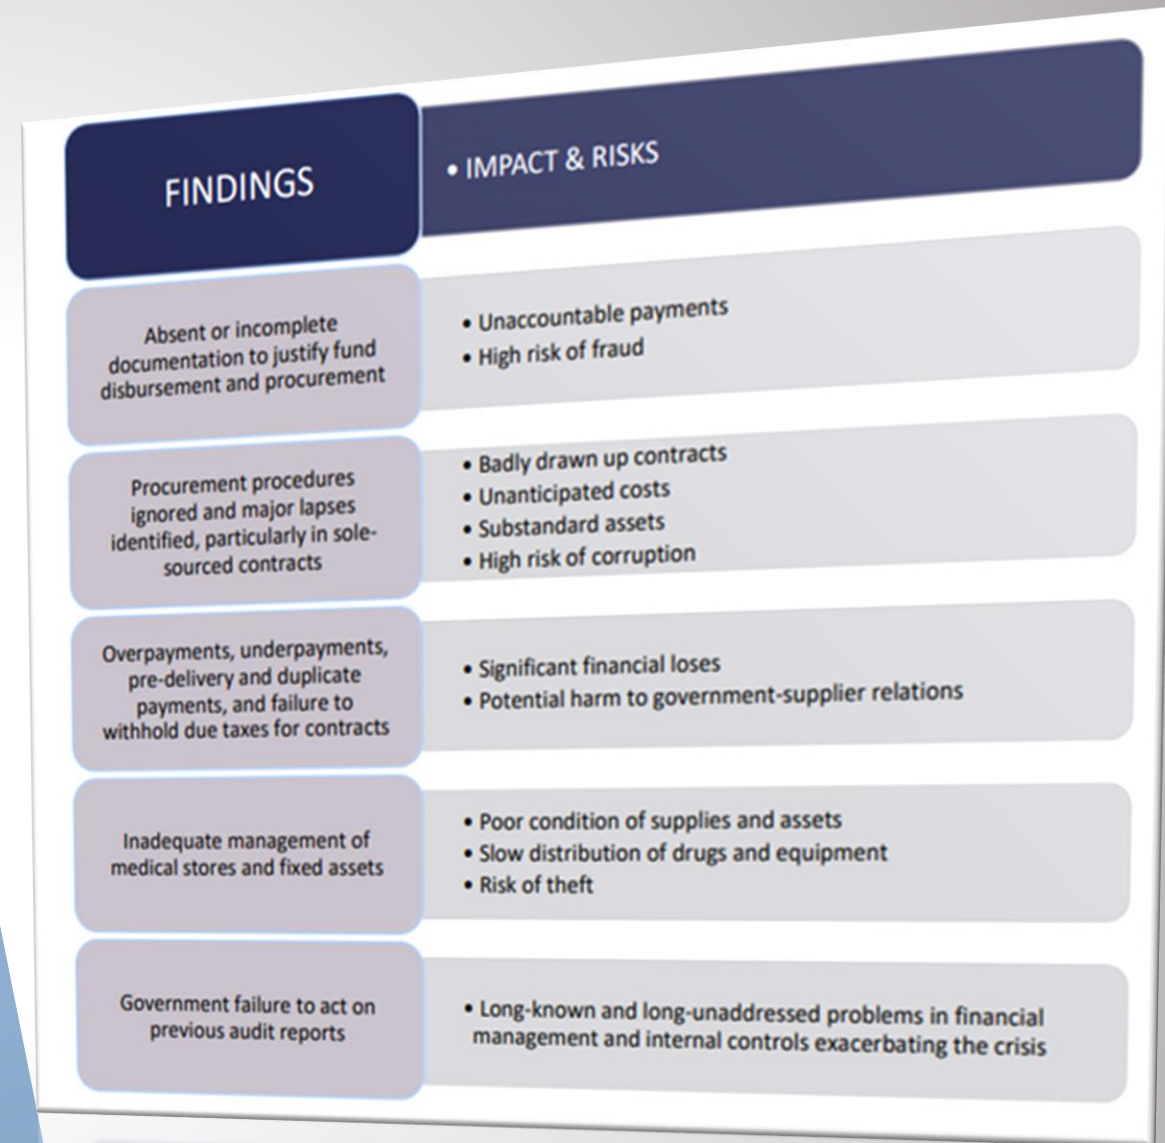 FINDINGS
• IMPACT & RISKS
Absent or incomplete
documentation to justify fund
disbursement and procurement
• Unaccountable payments
• High risk of fraud
Procurement procedures
ignored and major lapses
identified, particularly in sole-
sourced contracts
• Badly drawn up contracts
• Unanticipated costs
• Substandard assets
• High risk of corruption
Overpayments, underpayments,
pre-delivery and duplicate
payments, and failure to
withhold due taxes for contracts
• Significant financial loses
• Potential harm to government-supplier relations
Inadequate management of
medical stores and fixed assets
• Poor condition of supplies and assets
• Slow distribution of drugs and equipment
• Risk of theft
Government failure to act on
previous audit reports
• Long-known and long-unaddressed problems in financial
management and internal controls exacerbating the crisis